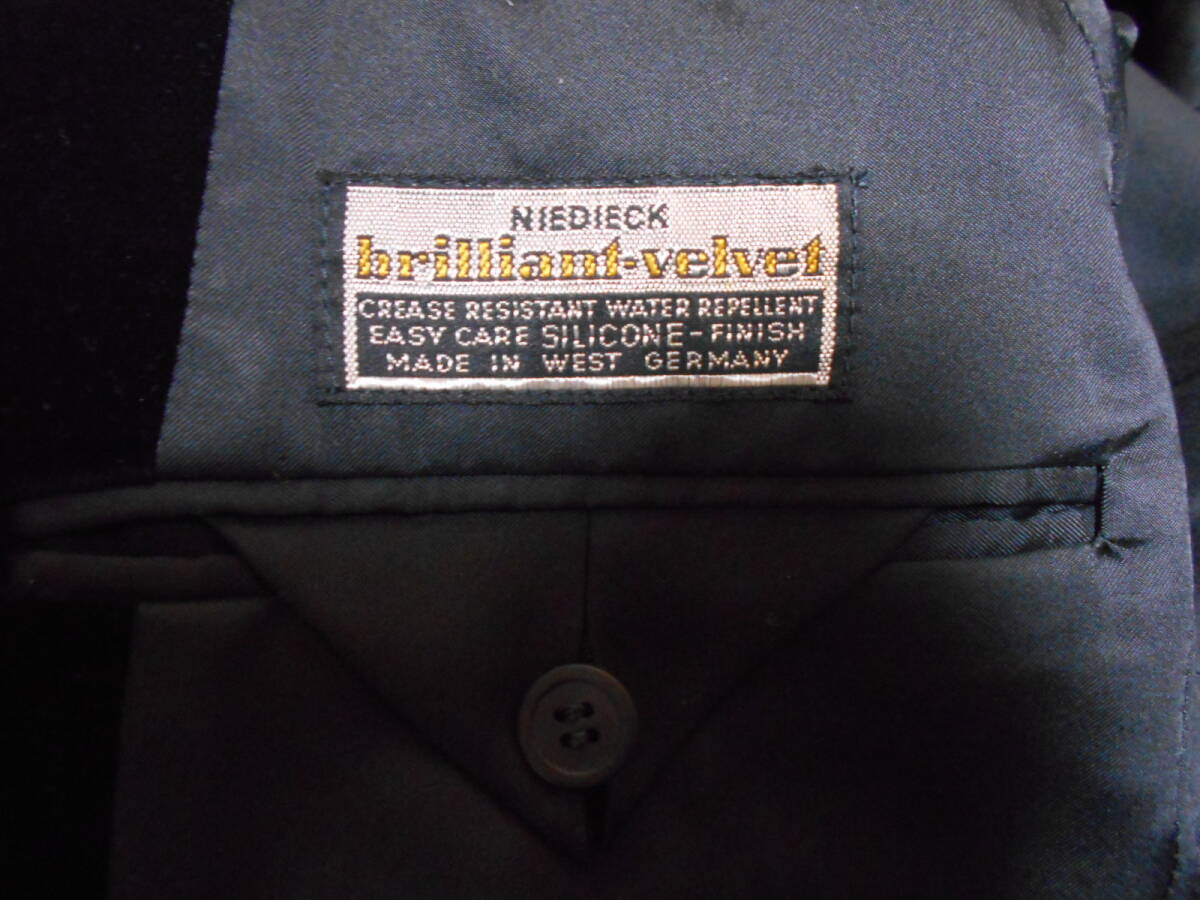 NIEDIECK
brilliant-velvet
CREASE RESISTANT WATER REPELLENT
EASY CARE SILICONE-FINISH
MADE IN WEST GERMANY